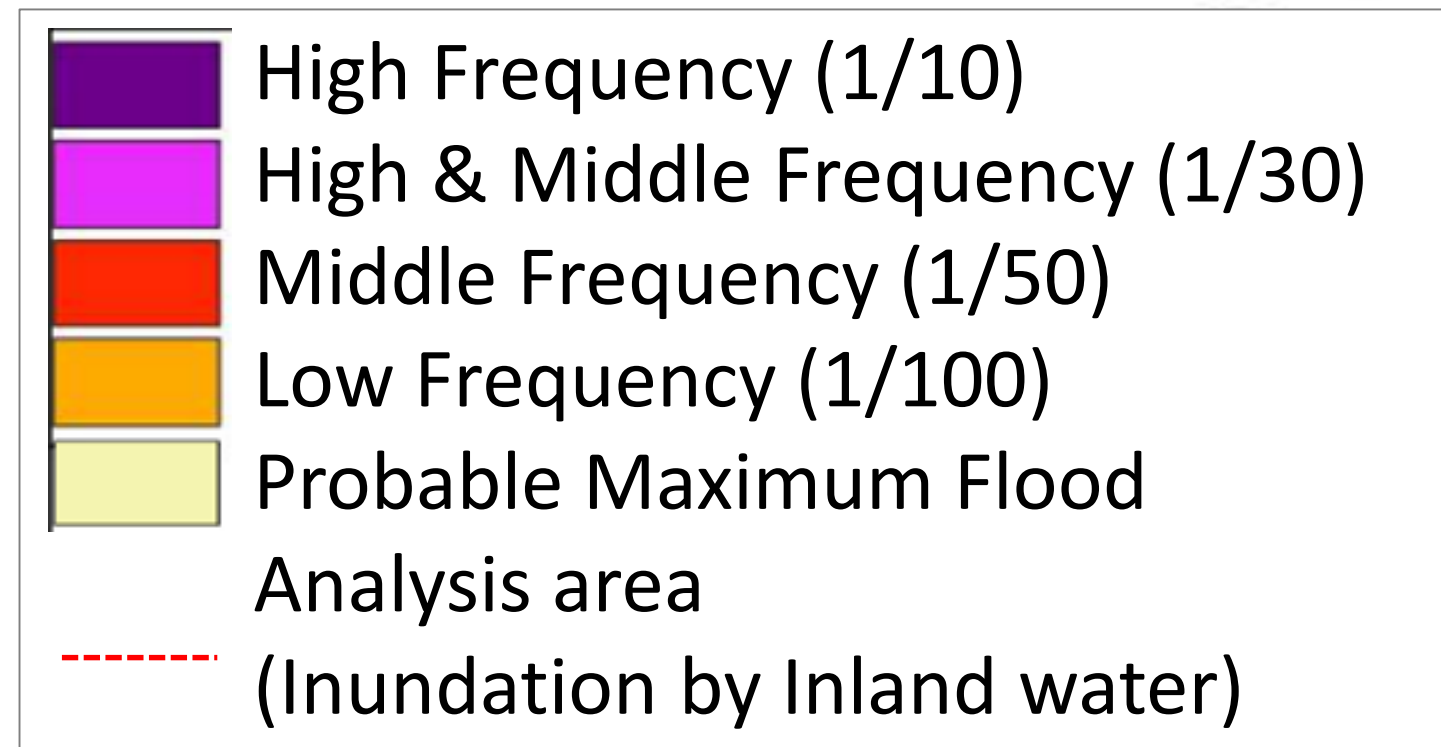 High Frequency (1/10)
High & Middle Frequency (1/30)
Middle Frequency (1/50)
Low Frequency (1/100)
Probable Maximum Flood
Analysis area
(Inundation by Inland water)